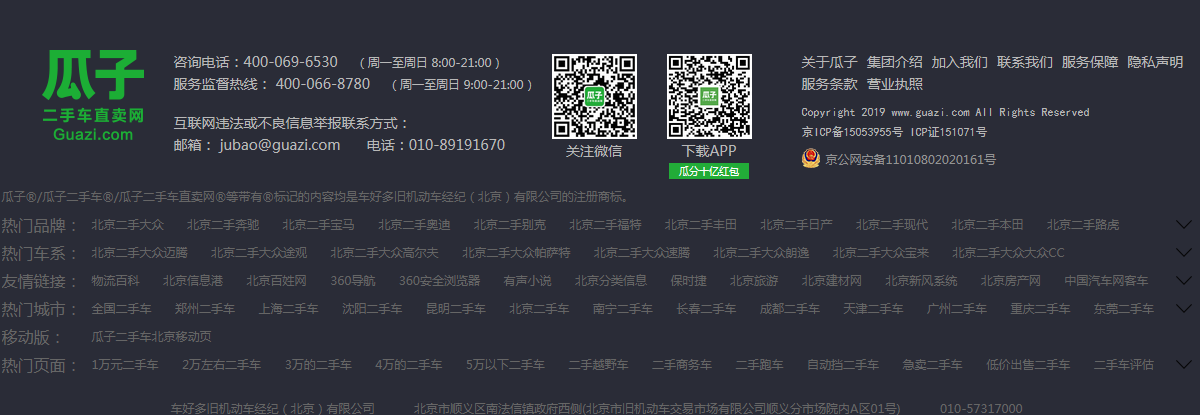 瓜子
二手车直卖网
Guazi.com
咨询电话：400-069-6530 （ 周一至周日 8:00-21:00 ）
服务监督热线： 400-066-8780 （ 周一至周日 9:00-21:00 ）
互联网违法或不良信息举报联系方式：
邮箱： jubao@guazi.com 电话：010-89191670
瓜子
关注微信
瓜子
下载APP
瓜分十亿红包
关于瓜子 集团介绍 加入我们 联系我们 服务保障 隐私声明
服务条款 营业执照
Copyright 2019 www.guazi.com All Rights Reserved
京ICP备15053955号 ICP证151071号
京公网安备11010802020161号
瓜子®/瓜子二手车®/瓜子二手车直卖网®等带有®标记的内容均是车好多旧机动车经纪（北京）有限公司的注册商标。
热门品牌： 北京二手大众 北京二手奔驰 北京二手宝马 北京二手奥迪 北京二手别克 北京二手福特 北京二手丰田 北京二手日产 北京二手现代 北京二手本田 北京二手路虎
热门车系： 北京二手大众迈腾 北京二手大众途观 北京二手大众高尔夫 北京二手大众帕萨特 北京二手大众速腾 北京二手大众朗逸 北京二手大众宝来 北京二手大众大众CC
友情链接： 物流百科 北京信息港 北京百姓网 360导航 360安全浏览器 有声小说 北京分类信息 保时捷 北京旅游 北京建材网 北京新风系统 北京房产网 中国汽车网客车
热门城市： 全国二手车 郑州二手车 上海二手车 沈阳二手车 昆明二手车 北京二手车 南宁二手车 长春二手车 成都二手车 天津二手车 广州二手车 重庆二手车 东莞二手车
移动版： 瓜子二手车北京移动页
热门页面： 1万元二手车 2万左右二手车 3万的二手车 4万的二手车 5万以下二手车 二手越野车 二手商务车 二手跑车 自动挡二手车 急卖二手车 低价出售二手车 二手车评估
车好多旧机动车经纪（北京）有限公司 北京市顺义区南法信镇政府西侧(北京市旧机动车交易市场有限公司顺义分市场院内A区01号) 010-57317000